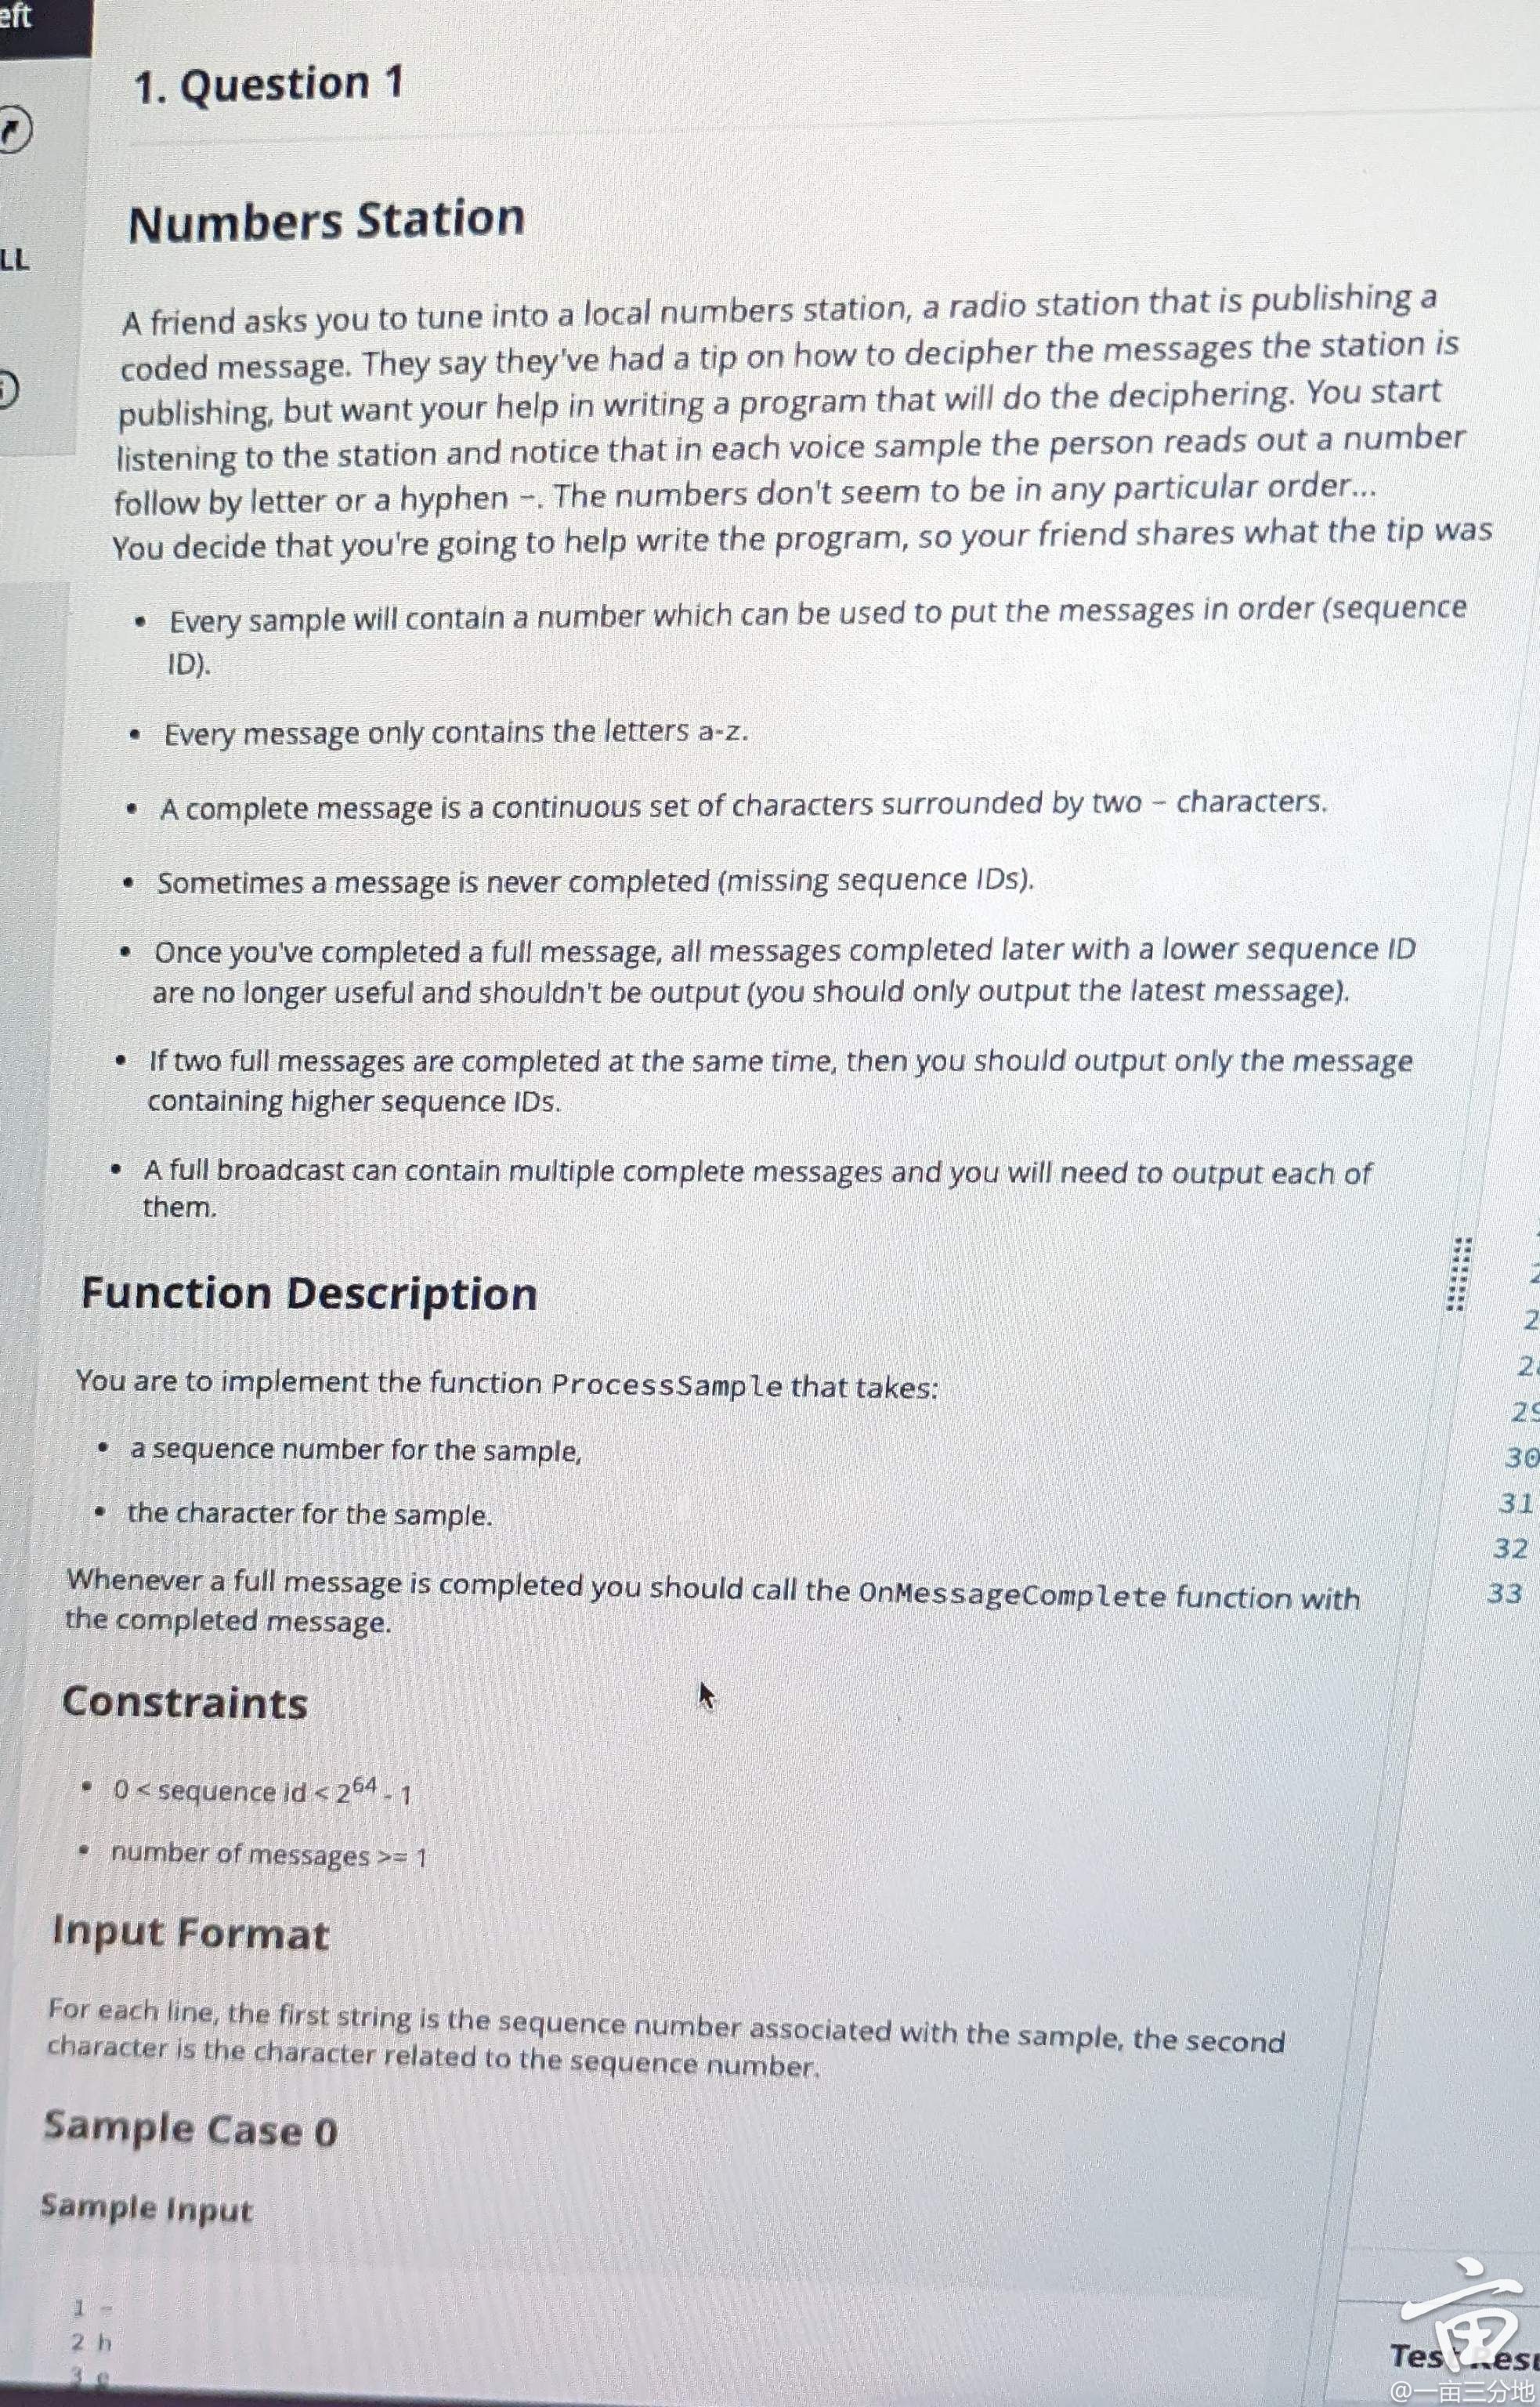 eft
1. Question 1
LL
Numbers Station
A friend asks you to tune into a local numbers station, a radio station that is publishing a
coded message. They say they've had a tip on how to decipher the messages the station is
publishing, but want your help in writing a program that will do the deciphering. You start
listening to the station and notice that in each voice sample the person reads out a number
follow by letter or a hyphen –. The numbers don't seem to be in any particular order...
You decide that you're going to help write the program, so your friend shares what the tip was
• Every sample will contain a number which can be used to put the messages in order (sequence
ID).
• Every message only contains the letters a-z.
• A complete message is a continuous set of characters surrounded by two – characters.
• Sometimes a message is never completed (missing sequence IDs).
• Once you've completed a full message, all messages completed later with a lower sequence ID
are no longer useful and shouldn't be output (you should only output the latest message).
• If two full messages are completed at the same time, then you should output only the message
containing higher sequence IDs.
• A full broadcast can contain multiple complete messages and you will need to output each of
them.
Function Description
You are to implement the function ProcessSample that takes:
• a sequence number for the sample,
• the character for the sample.
Whenever a full message is completed you should call the OnMessageComplete function with
the completed message.
Constraints
• 0 < sequence id < 2^64 - 1
• number of messages >= 1
Input Format
For each line, the first string is the sequence number associated with the sample, the second
character is the character related to the sequence number.
Sample Case 0
Sample Input
1 -
2 h
3 e
30
31
32
33
亩
@一亩三分地